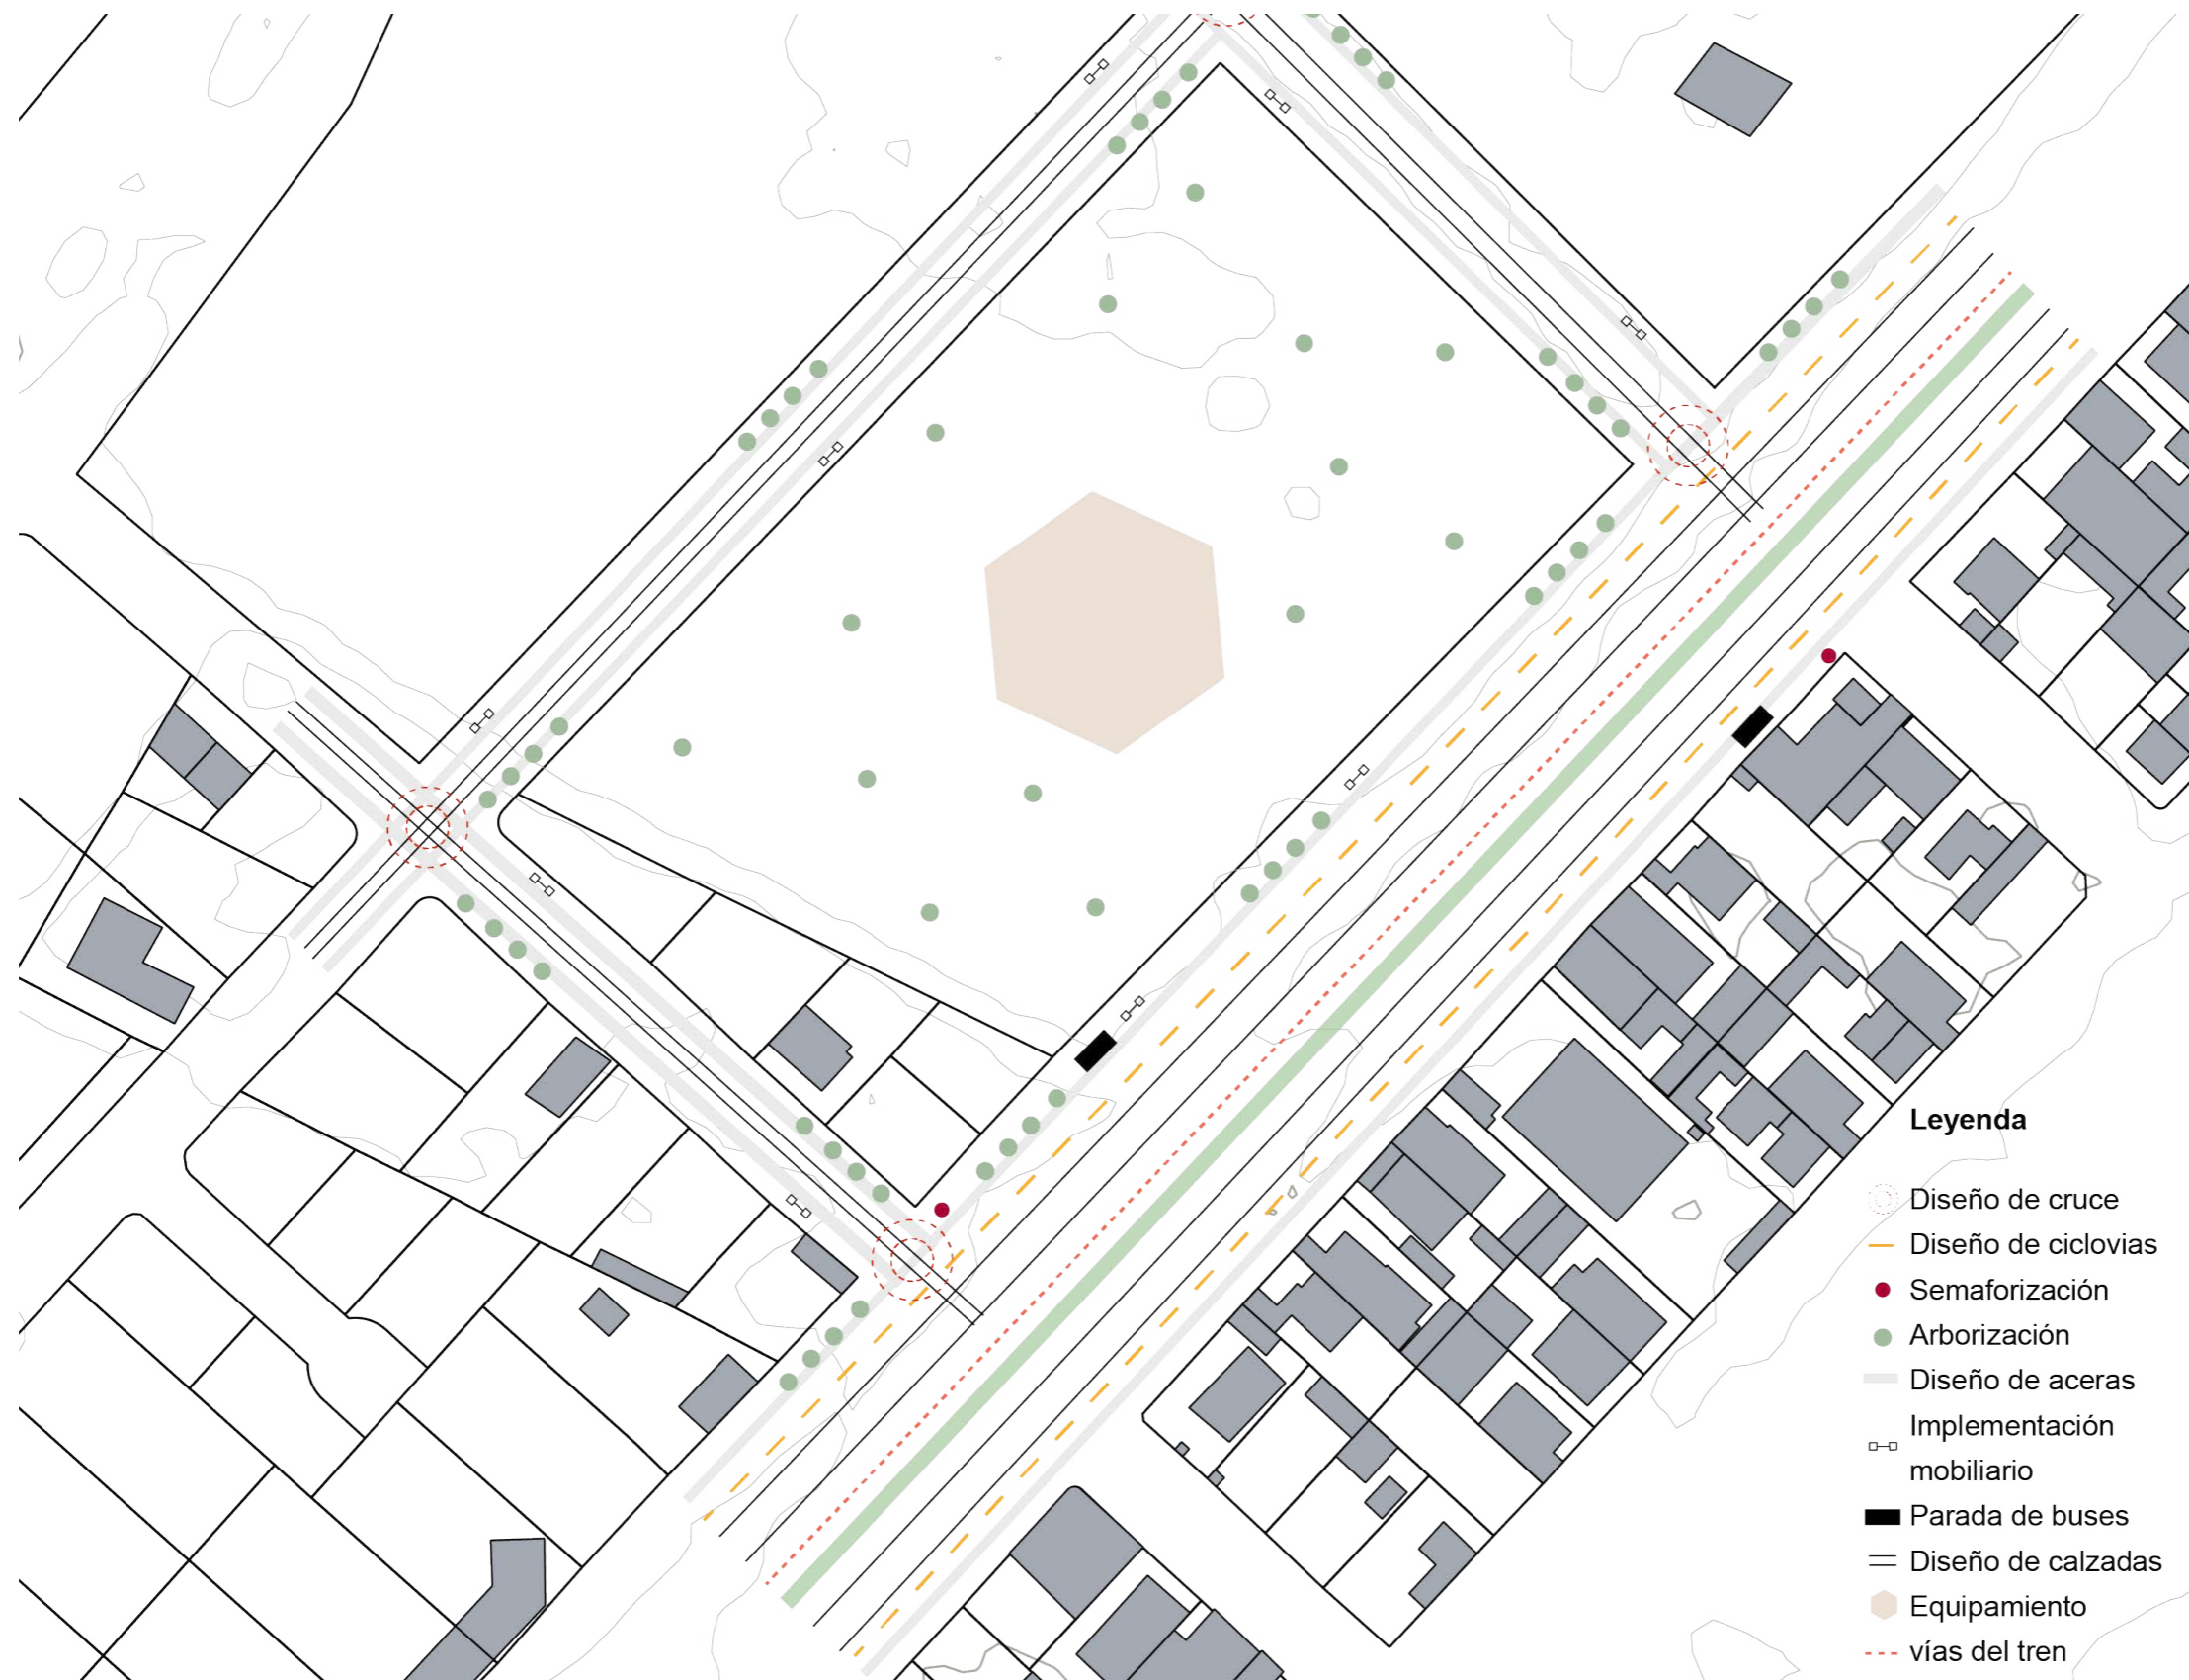 Leyenda
Diseño de cruce
Diseño de ciclovias
Semaforización
Arborización
Diseño de aceras
Implementación
mobiliario
Parada de buses
Diseño de calzadas
Equipamiento
vías del tren